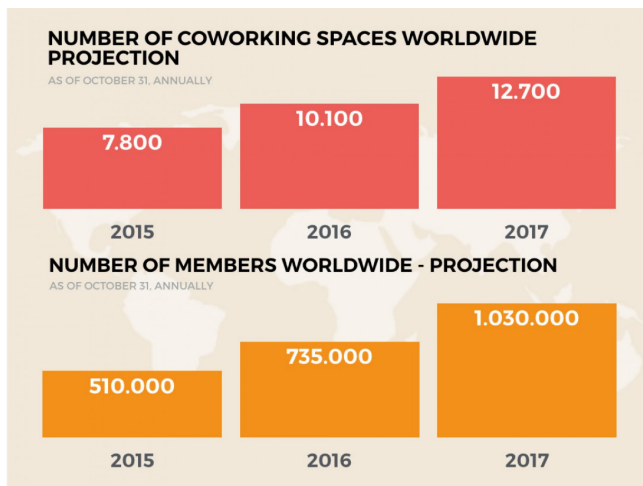 NUMBER OF COWORKING SPACES WORLDWIDE
PROJECTION
AS OF OCTOBER 31, ANNUALLY
7.800
10.100
12.700
2015
2016
2017
NUMBER OF MEMBERS WORLDWIDE - PROJECTION
AS OF OCTOBER 31, ANNUALLY
510.000
735.000
1.030.000
2015
2016
2017